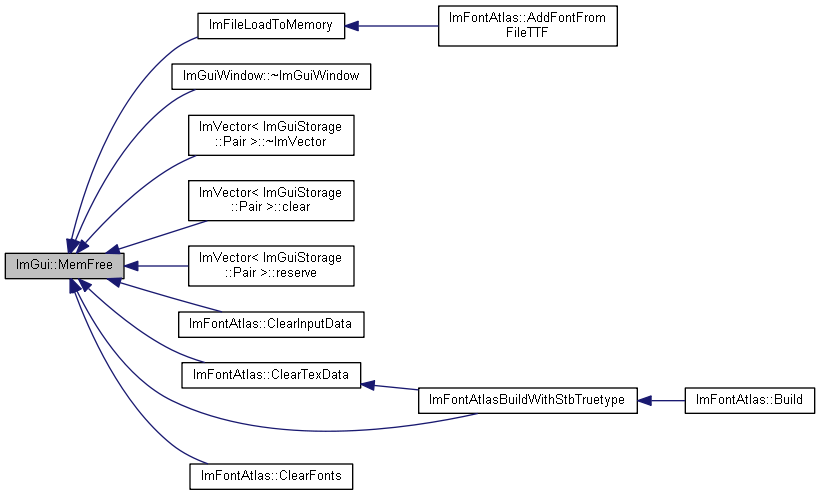 ImFileLoadToMemory
ImFontAtlas::AddFontFrom
FileTTF
ImGuiWindow::~ImGuiWindow
ImVector< ImGuiStorage
::Pair >::~ImVector
ImVector< ImGuiStorage
::Pair >::clear
ImGui::MemFree
ImVector< ImGuiStorage
::Pair >::reserve
ImFontAtlas::ClearInputData
ImFontAtlas::ClearTexData
ImFontAtlasBuildWithStbTruetype
ImFontAtlas::Build
ImFontAtlas::ClearFonts